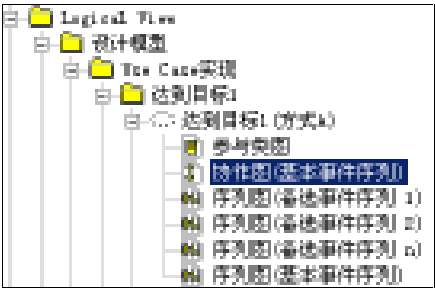 Logical View
设计模型
Use Case实现
达到目标1
达到目标1 (方式A)
参与类图
协作图(基本事件序列)
序列图(备选事件序列 1)
序列图(备选事件序列 2)
序列图(备选事件序列 n)
序列图(基本事件序列)